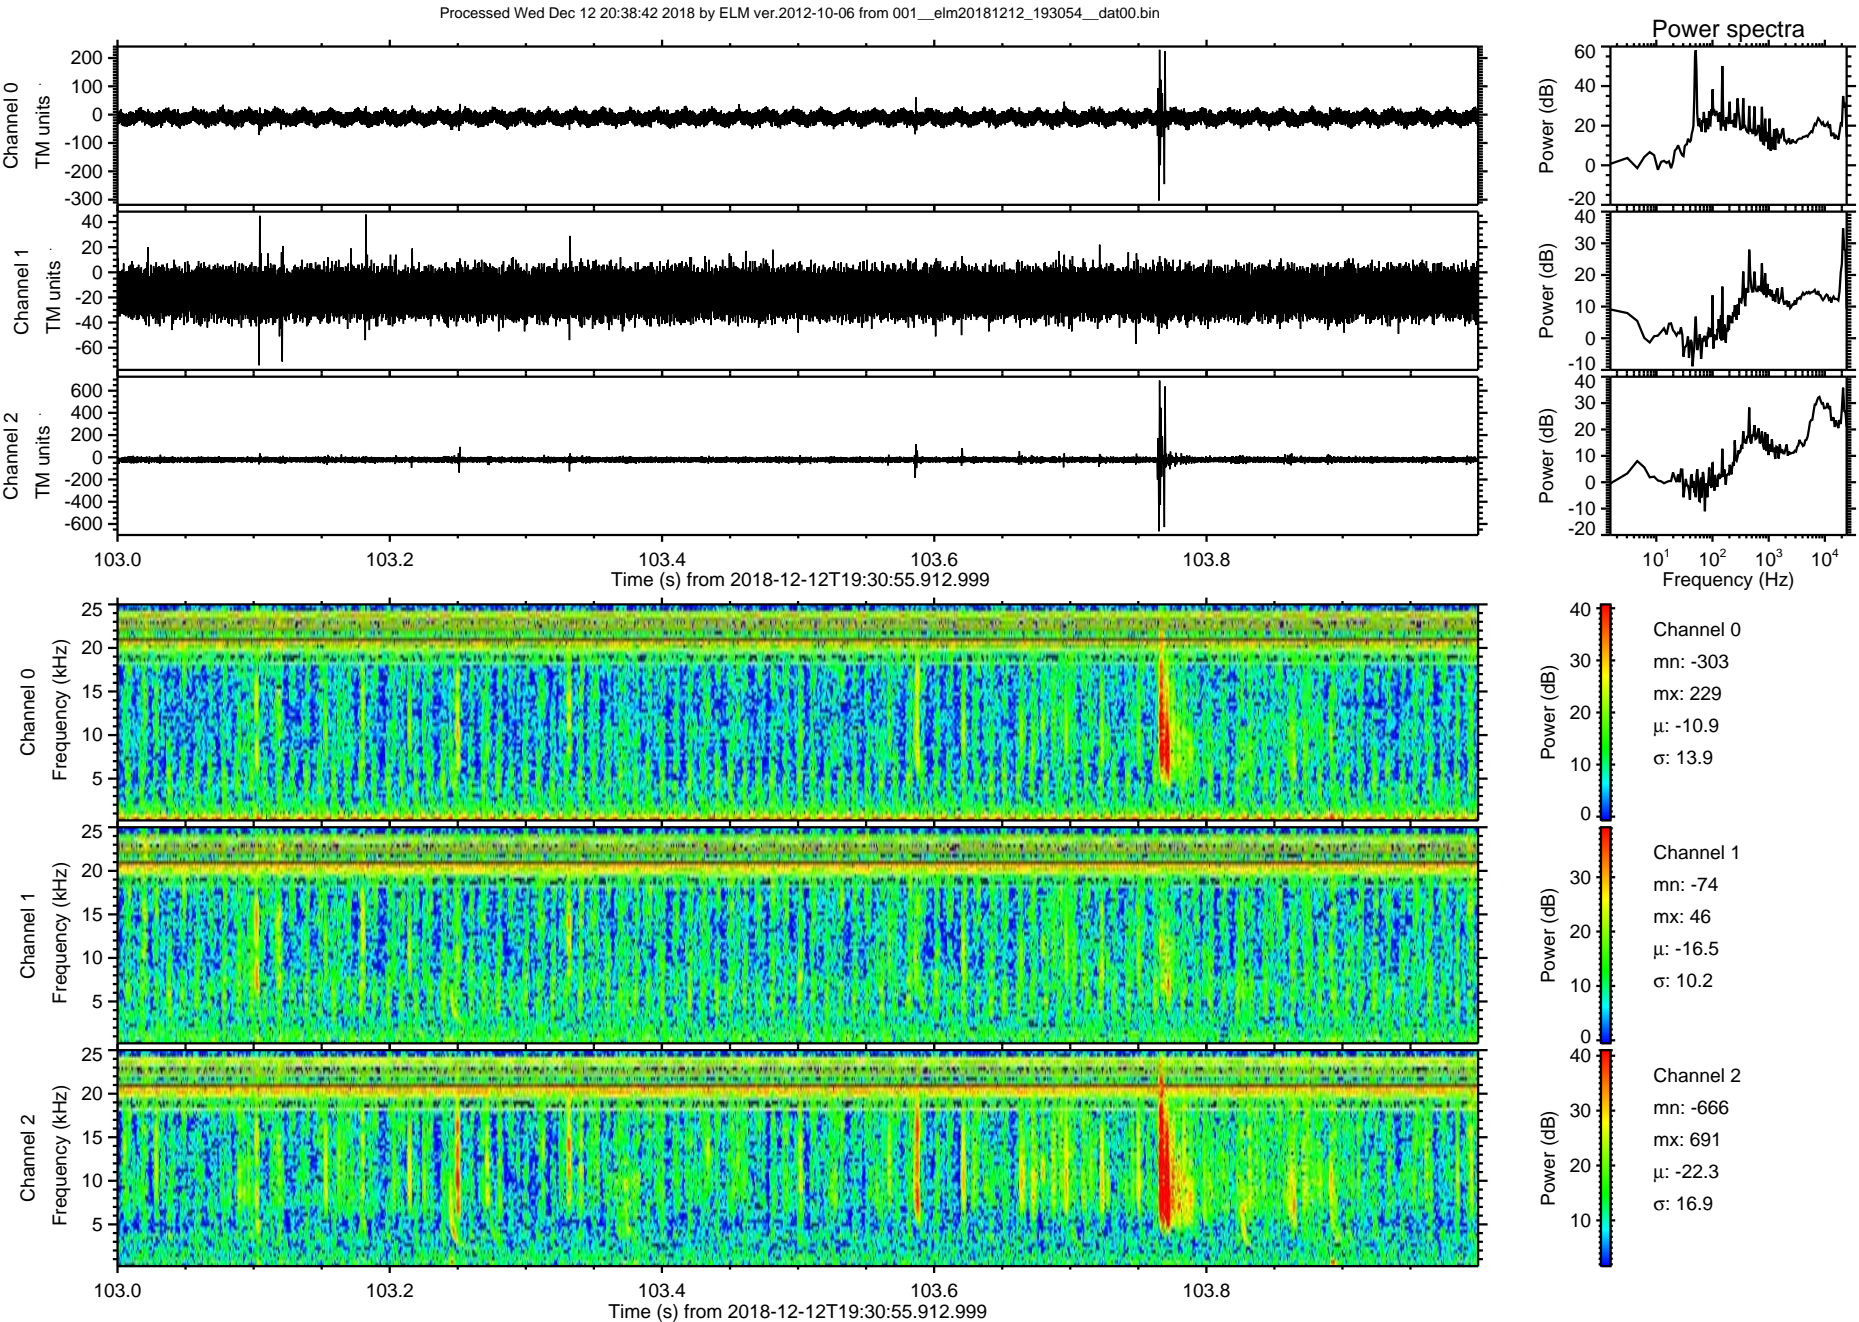 Processed Wed Dec 12 20:38:42 2018 by ELM ver.2012-10-06 from 001__elm20181212_193054__dat00.bin
Power spectra
Channel 0
TM units
200
100
0
-100
-200
-300
Power (dB)
60
40
20
0
-20
Channel 1
TM units
40
20
0
-20
-40
-60
Power (dB)
40
30
20
10
0
-10
Channel 2
TM units
600
400
200
0
-200
-400
-600
Power (dB)
40
30
20
10
0
-10
-20
103.0 103.2 103.4 103.6 103.8
Time (s) from 2018-12-12T19:30:55.912.999
10^1 10^2 10^3 10^4
Frequency (Hz)
Channel 0
Frequency (kHz)
25
20
15
10
5
Power (dB)
40
30
20
10
0
Channel 0
mn: -303
mx: 229
μ: -10.9
σ: 13.9
Channel 1
Frequency (kHz)
25
20
15
10
5
Power (dB)
30
20
10
0
Channel 1
mn: -74
mx: 46
μ: -16.5
σ: 10.2
Channel 2
Frequency (kHz)
25
20
15
10
5
Power (dB)
40
30
20
10
Channel 2
mn: -666
mx: 691
μ: -22.3
σ: 16.9
103.0 103.2 103.4 103.6 103.8
Time (s) from 2018-12-12T19:30:55.912.999